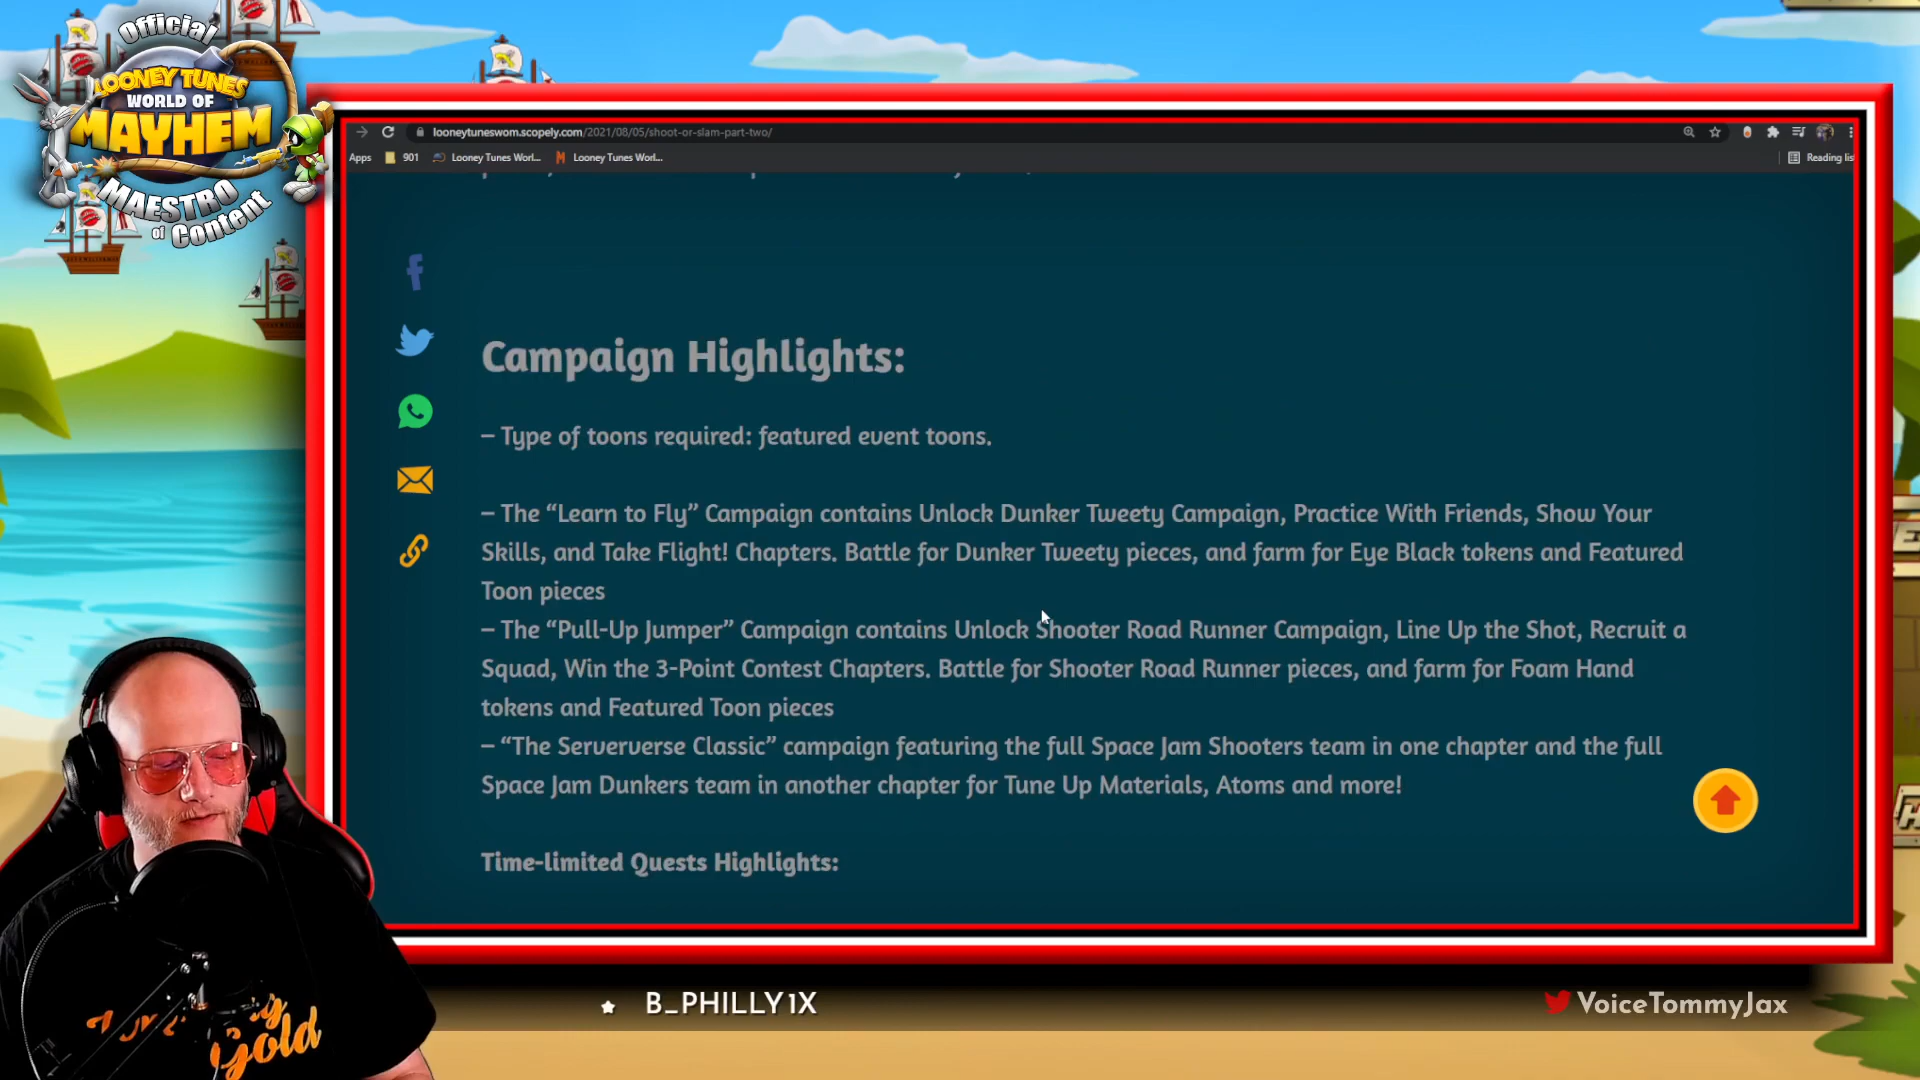 Official
LOONEY TUNES
WORLD OF
MAYHEM
MAESTRO
of Content
looneytuneswom.scopely.com/2021/08/05/shoot-or-slam-part-two/
Apps 901 Looney Tunes Worl... Looney Tunes Worl... Reading lis
Campaign Highlights:
– Type of toons required: featured event toons.
– The “Learn to Fly” Campaign contains Unlock Dunker Tweety Campaign, Practice With Friends, Show Your
Skills, and Take Flight! Chapters. Battle for Dunker Tweety pieces, and farm for Eye Black tokens and Featured
Toon pieces
– The “Pull-Up Jumper” Campaign contains Unlock Shooter Road Runner Campaign, Line Up the Shot, Recruit a
Squad, Win the 3-Point Contest Chapters. Battle for Shooter Road Runner pieces, and farm for Foam Hand
tokens and Featured Toon pieces
– “The Serververse Classic” campaign featuring the full Space Jam Shooters team in one chapter and the full
Space Jam Dunkers team in another chapter for Tune Up Materials, Atoms and more!
Time-limited Quests Highlights:
Gold
B_PHILLY1X
VoiceTommyJax